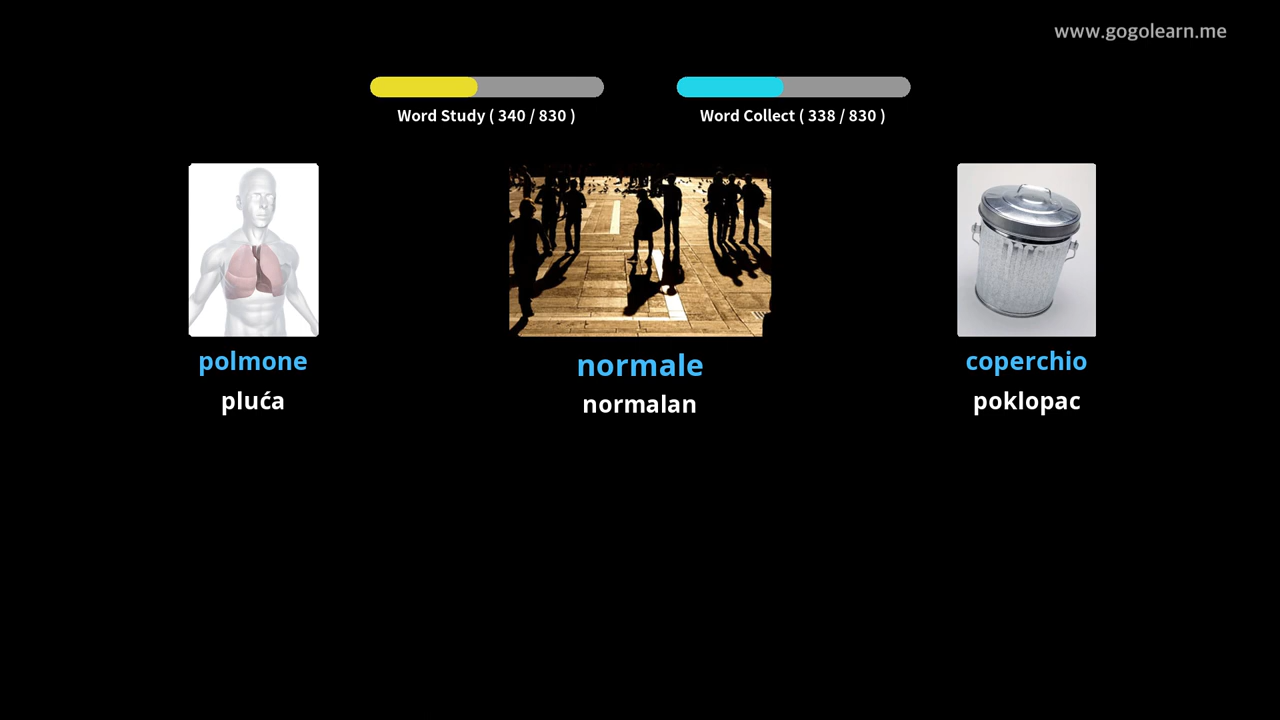 www.gogolearn.me
Word Study ( 340 / 830 )
Word Collect ( 338 / 830 )
polmone
pluća
normale
normalan
coperchio
poklopac